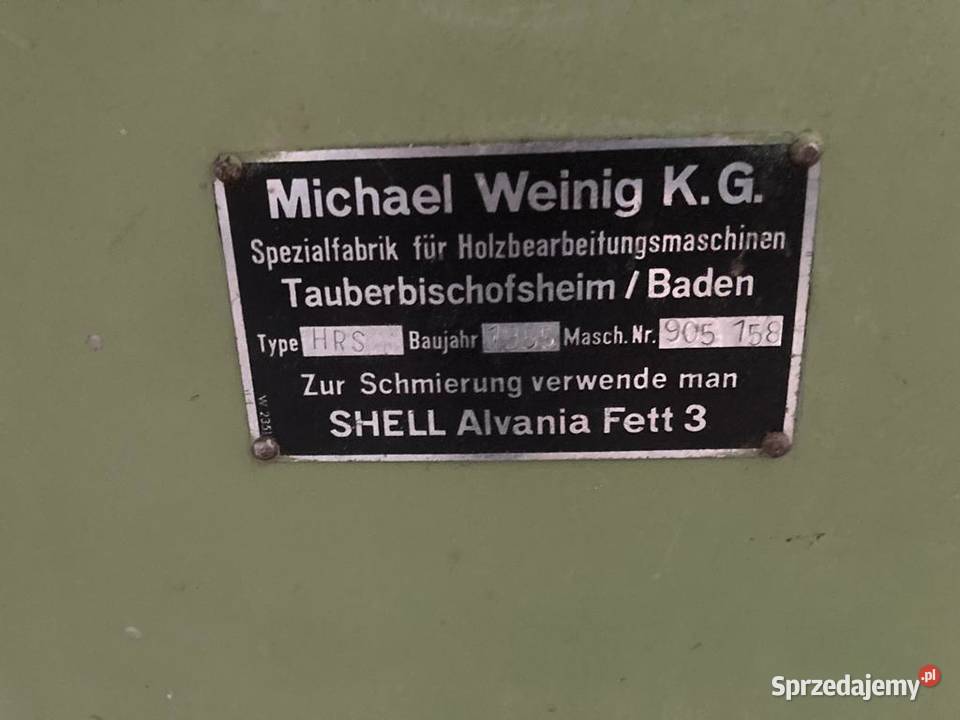 Michael Weinig K.G.
Spezialfabrik für Holzbearbeitungsmaschinen
Tauberbischofsheim / Baden
Type HRS Baujahr Masch. Nr. 905 158
Zur Schmierung verwende man
SHELL Alvania Fett 3
W 2351
Sprzedajemy.pl